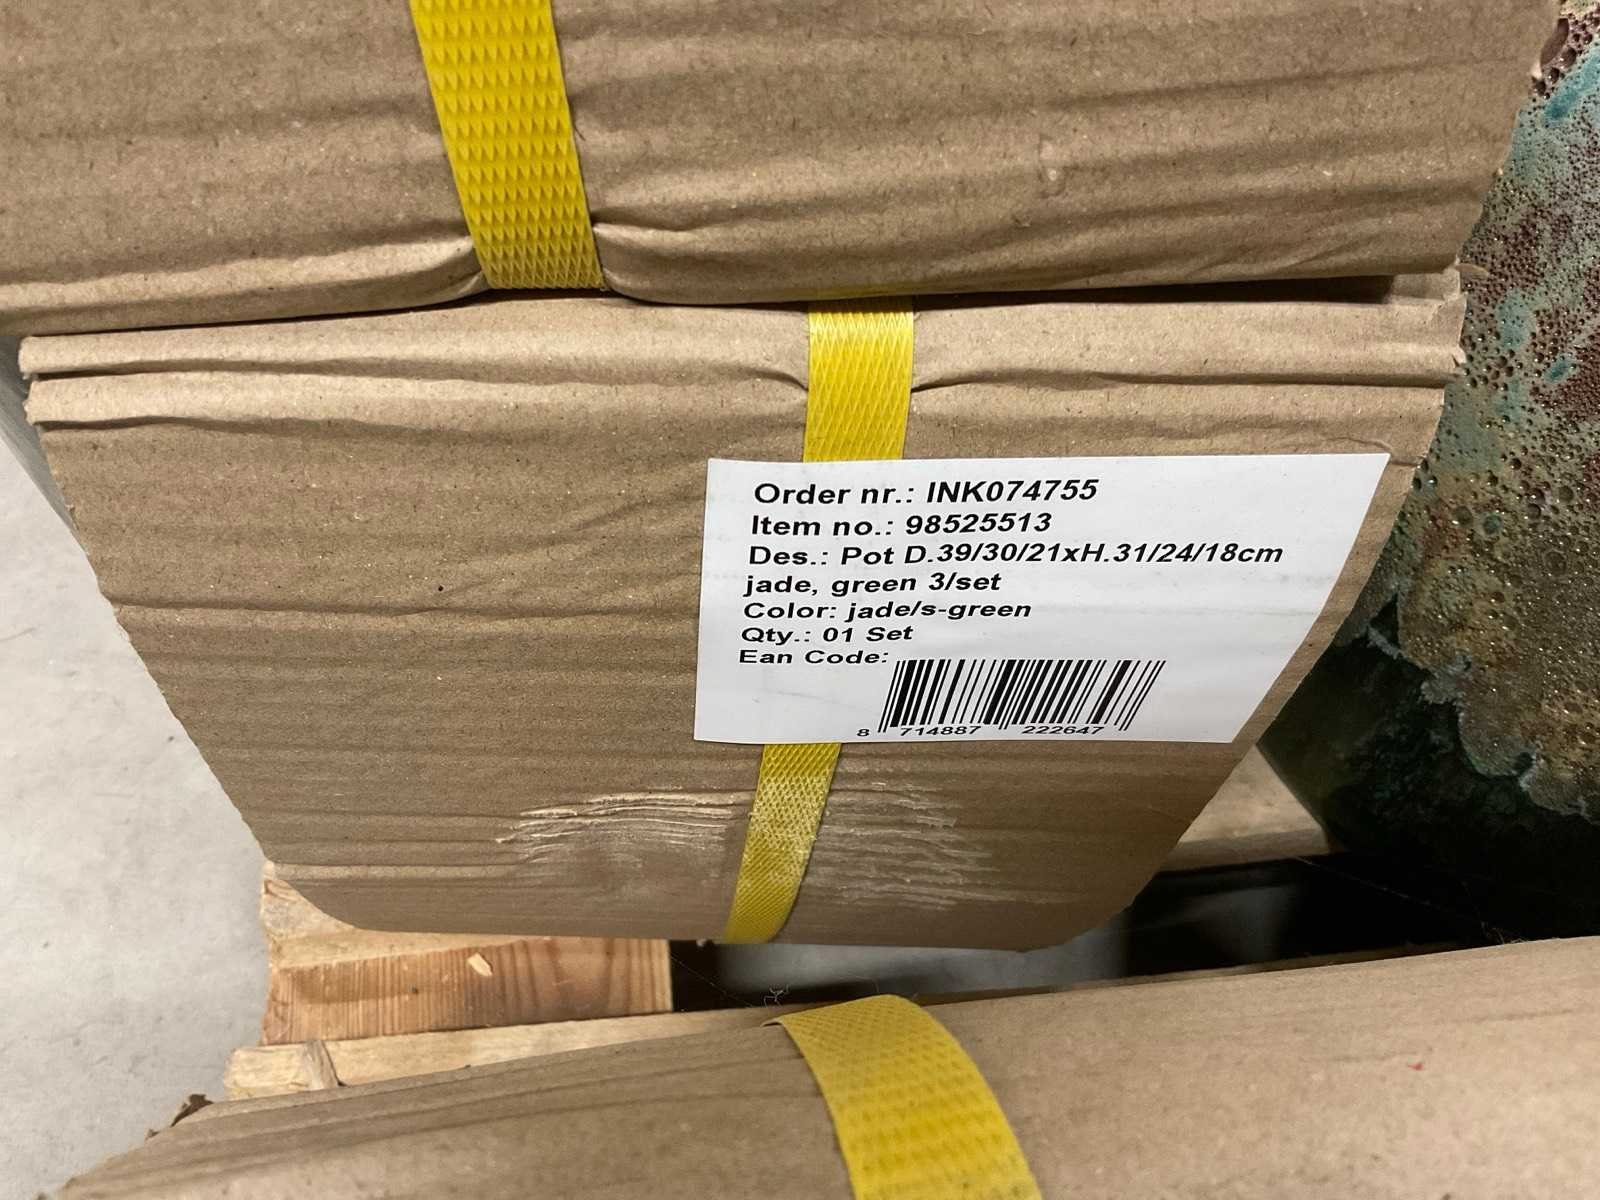 Order nr.: INK074755
Item no.: 98525513
Des.: Pot D.39/30/21xH.31/24/18cm
jade, green 3/set
Color: jade/s-green
Qty.: 01 Set
Ean Code:
8 714887 222647